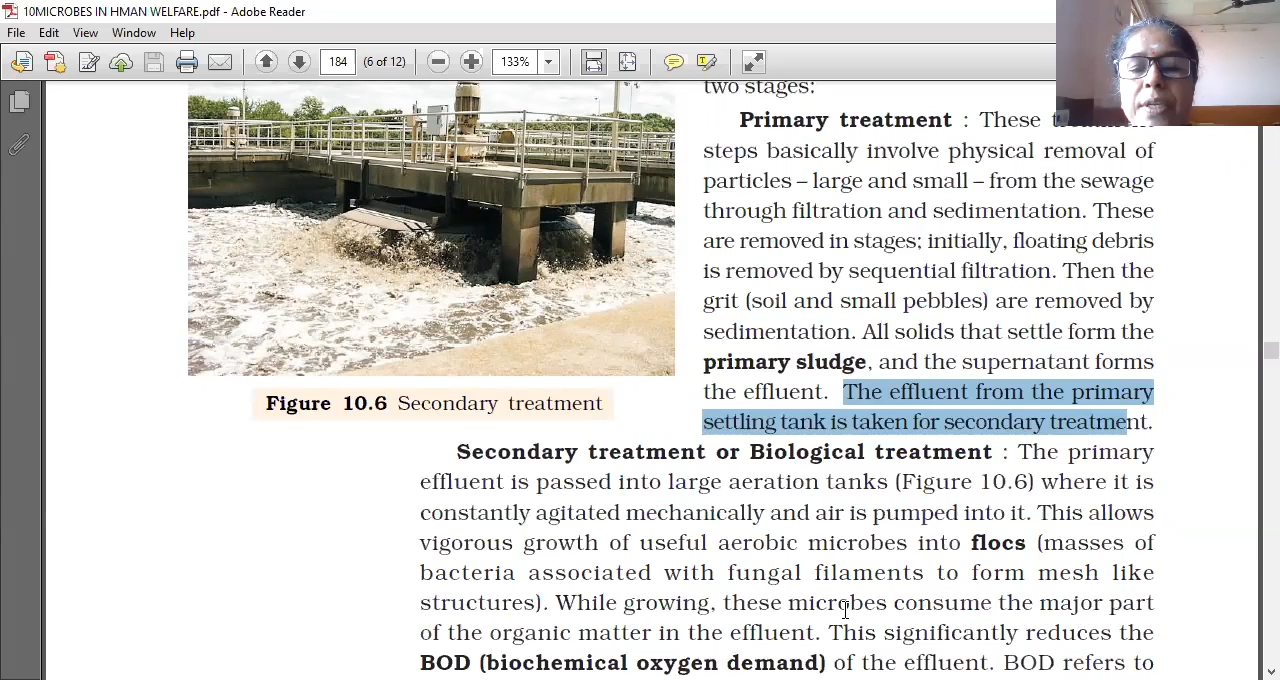 10MICROBES IN HMAN WELFARE.pdf - Adobe Reader
File Edit View Window Help
184 (6 of 12) 133%
two stages:
Primary treatment : These
steps basically involve physical removal of
particles – large and small – from the sewage
through filtration and sedimentation. These
are removed in stages; initially, floating debris
is removed by sequential filtration. Then the
grit (soil and small pebbles) are removed by
sedimentation. All solids that settle form the
primary sludge, and the supernatant forms
the effluent. The effluent from the primary
settling tank is taken for secondary treatment.
Figure 10.6 Secondary treatment
Secondary treatment or Biological treatment : The primary
effluent is passed into large aeration tanks (Figure 10.6) where it is
constantly agitated mechanically and air is pumped into it. This allows
vigorous growth of useful aerobic microbes into flocs (masses of
bacteria associated with fungal filaments to form mesh like
structures). While growing, these microbes consume the major part
of the organic matter in the effluent. This significantly reduces the
BOD (biochemical oxygen demand) of the effluent. BOD refers to